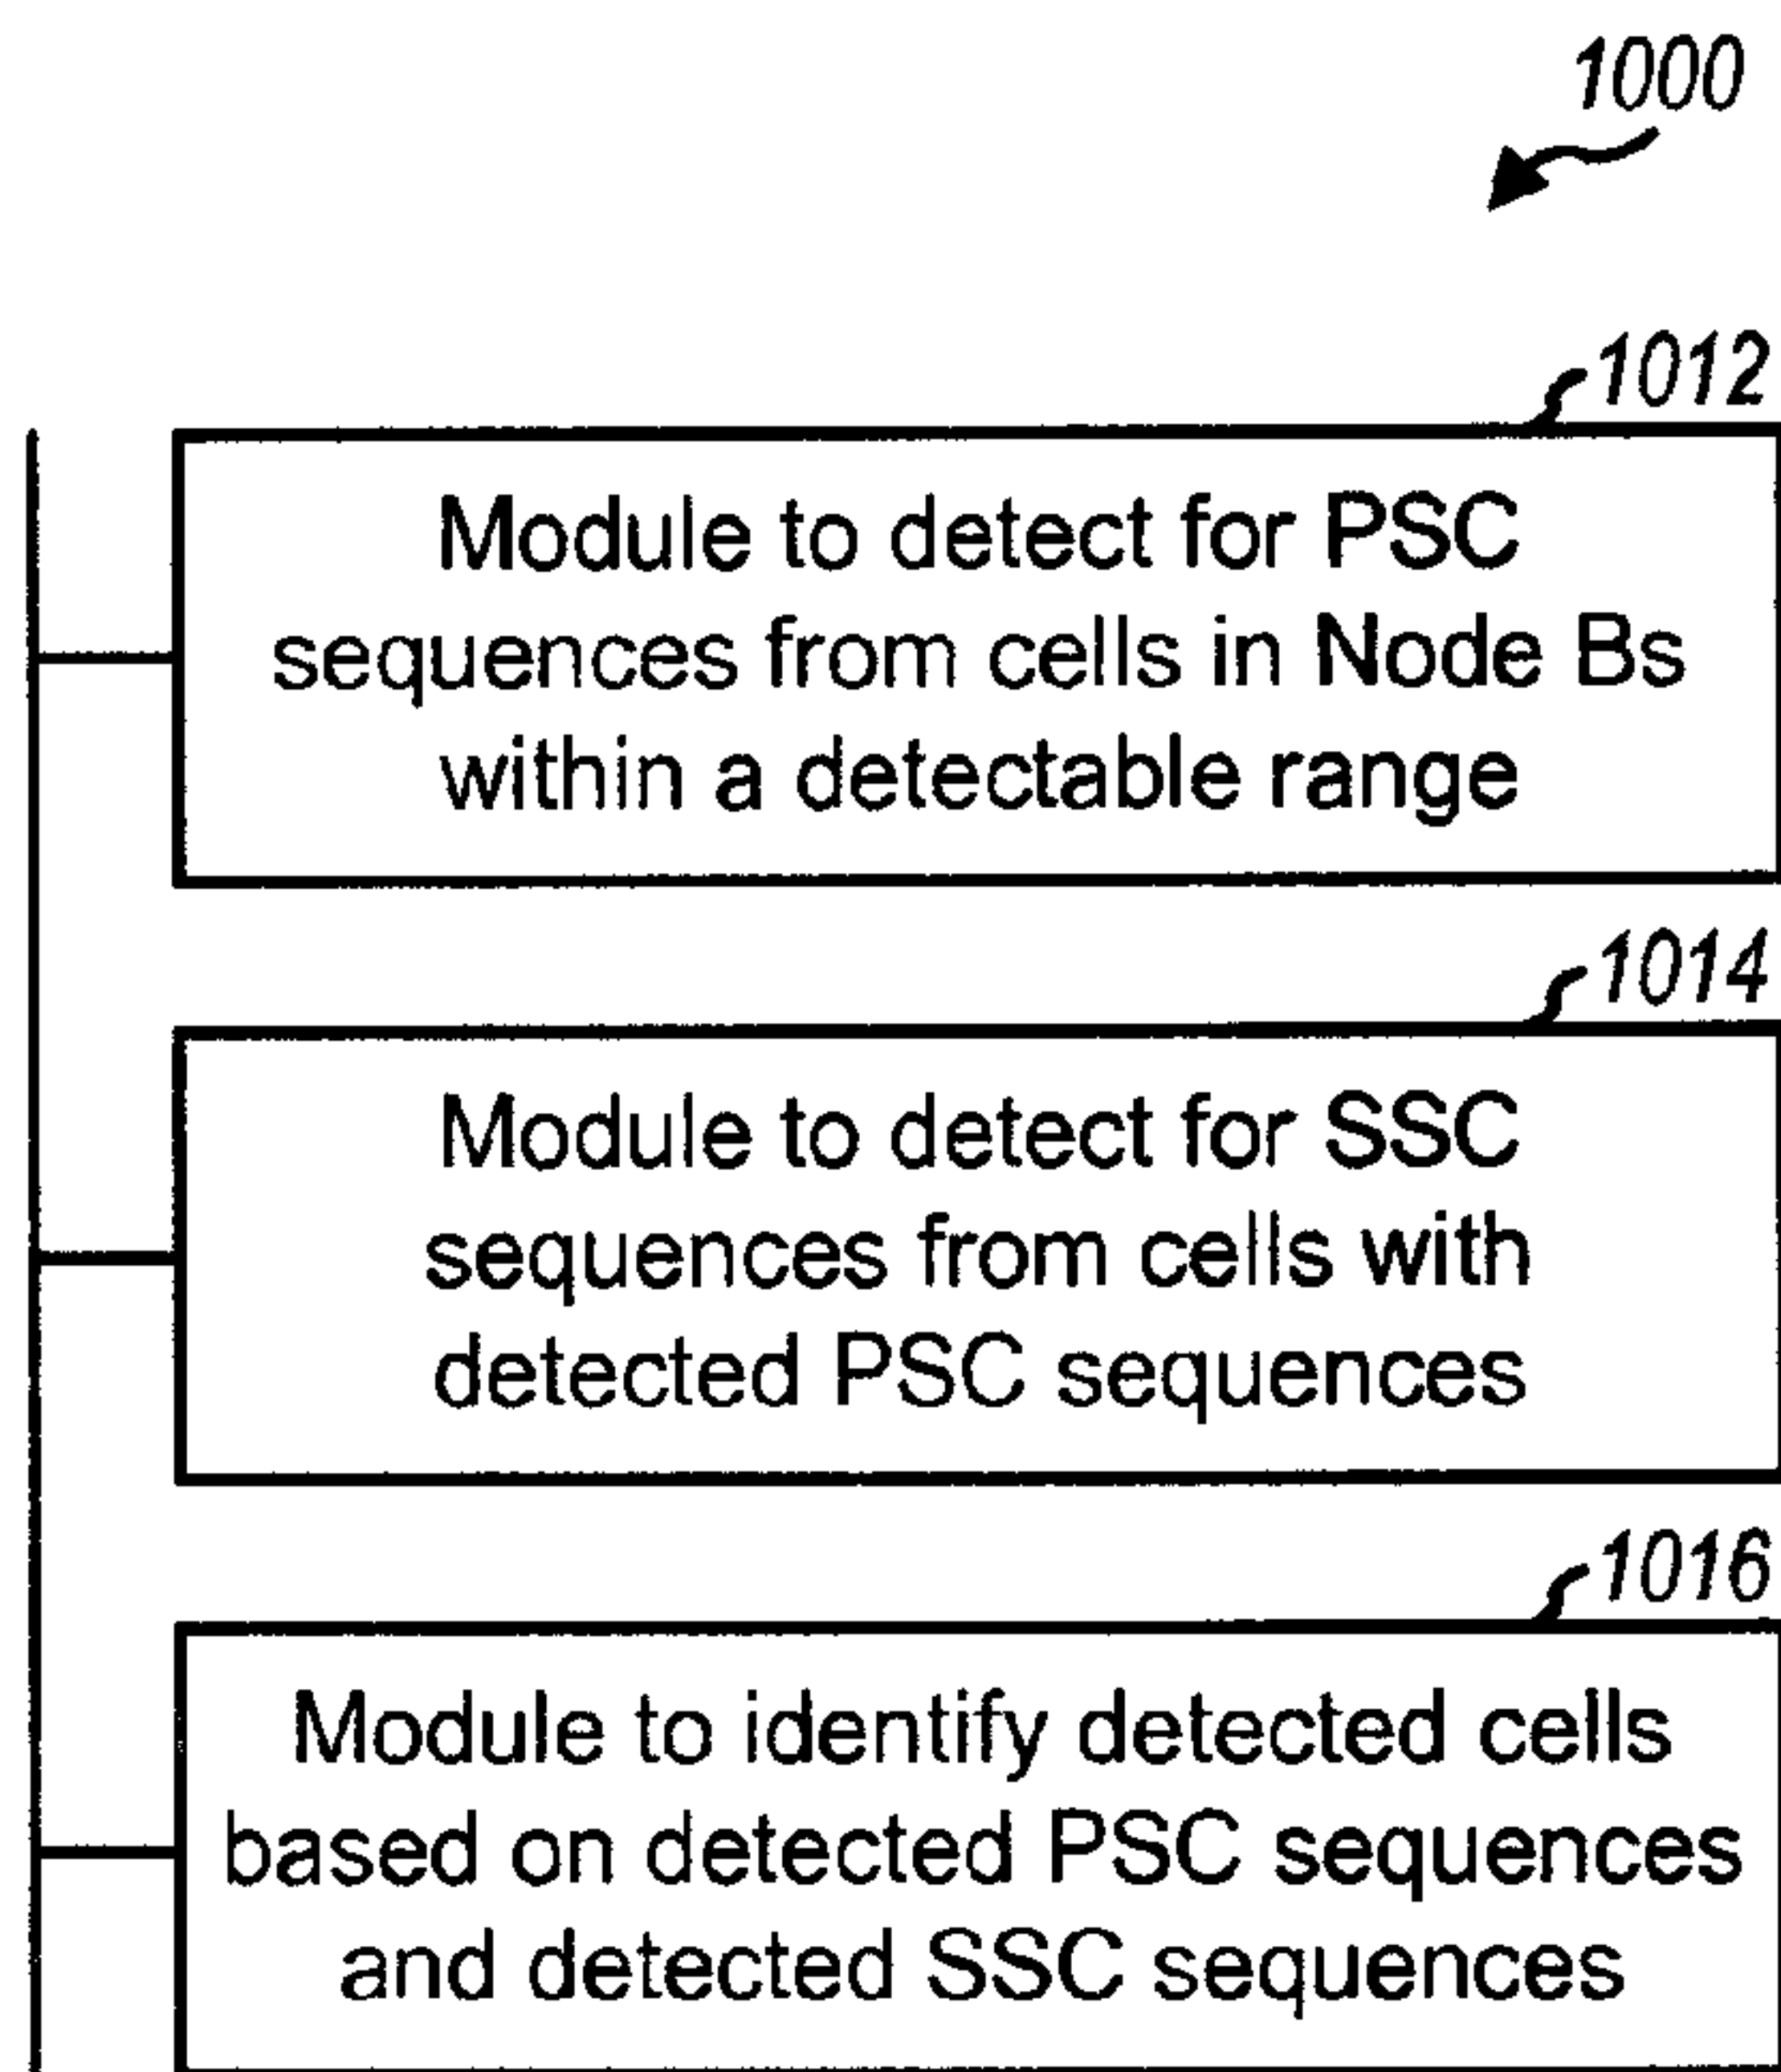 1000
1012
Module to detect for PSC
sequences from cells in Node Bs
within a detectable range
1014
Module to detect for SSC
sequences from cells with
detected PSC sequences
1016
Module to identify detected cells
based on detected PSC sequences
and detected SSC sequences